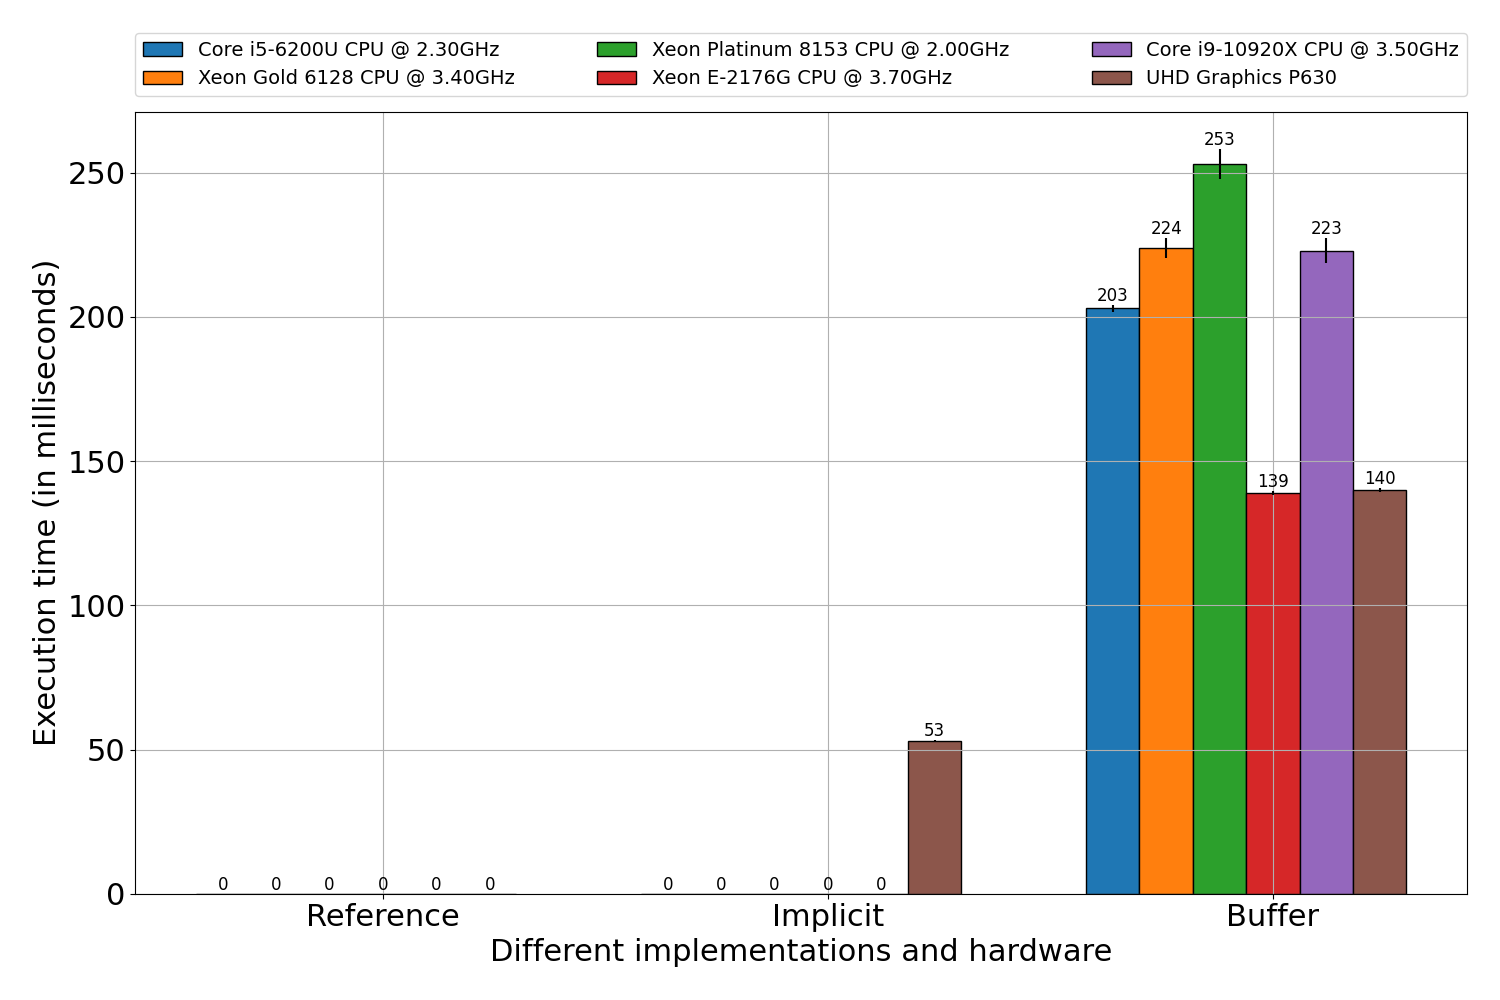 Core i5-6200U CPU @ 2.30GHz
Xeon Gold 6128 CPU @ 3.40GHz
Xeon Platinum 8153 CPU @ 2.00GHz
Xeon E-2176G CPU @ 3.70GHz
Core i9-10920X CPU @ 3.50GHz
UHD Graphics P630
Execution time (in milliseconds)
250
200
150
100
50
0
0 0 0 0 0 0
0 0 0 0 0 53
203 224 253 139 223 140
Reference Implicit Buffer
Different implementations and hardware